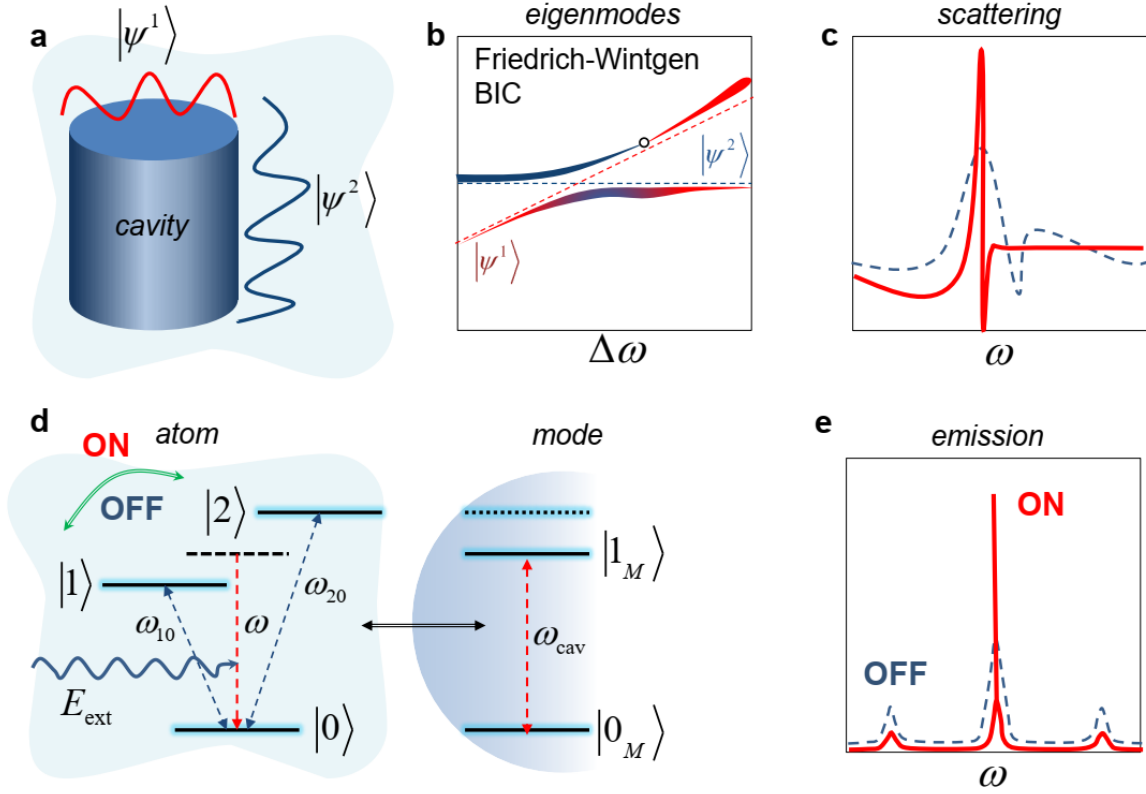 a
|ψ¹⟩
cavity
|ψ²⟩
eigenmodes
b
Friedrich-Wintgen
BIC
|ψ²⟩
|ψ¹⟩
Δω
scattering
c
ω
d
atom
mode
ON
OFF
|2⟩
|1⟩
ω₁₀
ω
ω₂₀
E_ext
|0⟩
|1_M⟩
ω_cav
|0_M⟩
e
emission
ON
OFF
ω